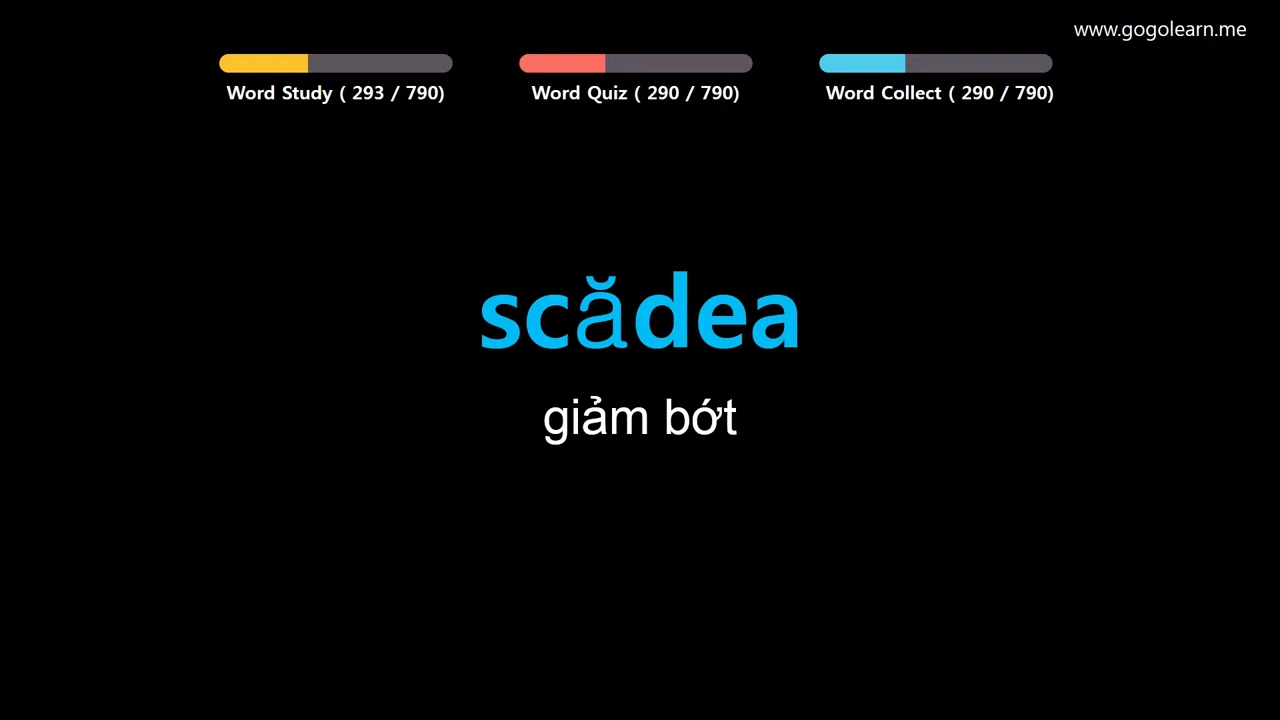 www.gogolearn.me
Word Study ( 293 / 790)
Word Quiz ( 290 / 790)
Word Collect ( 290 / 790)
scădea
giảm bớt